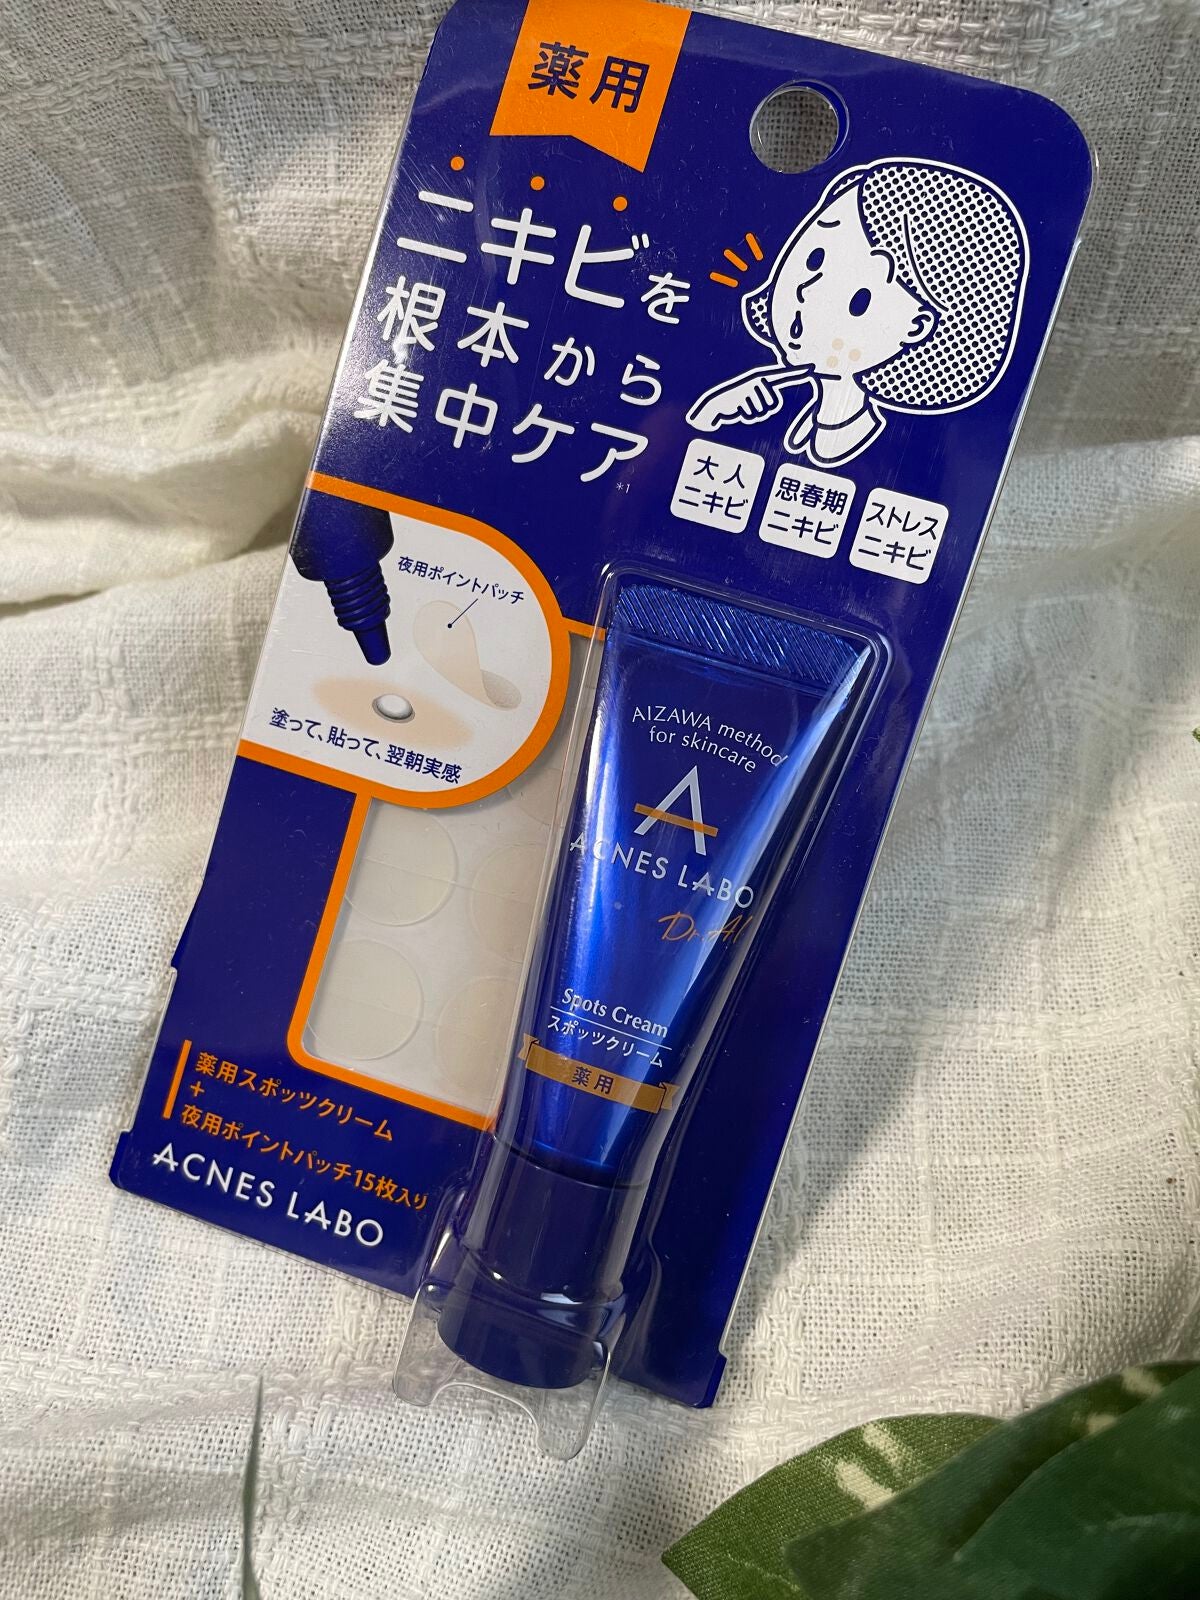 薬用
ニキビを
根本から
集中ケア
*1
大人
ニキビ
思春期
ニキビ
ストレス
ニキビ
夜用ポイントパッチ
塗って、貼って、翌朝実感
AIZAWA method
for skincare
A
ACNES LABO
Dr.AI
Spots Cream
スポッツクリーム
薬用
薬用スポッツクリーム
+
夜用ポイントパッチ15枚入り
ACNES LABO